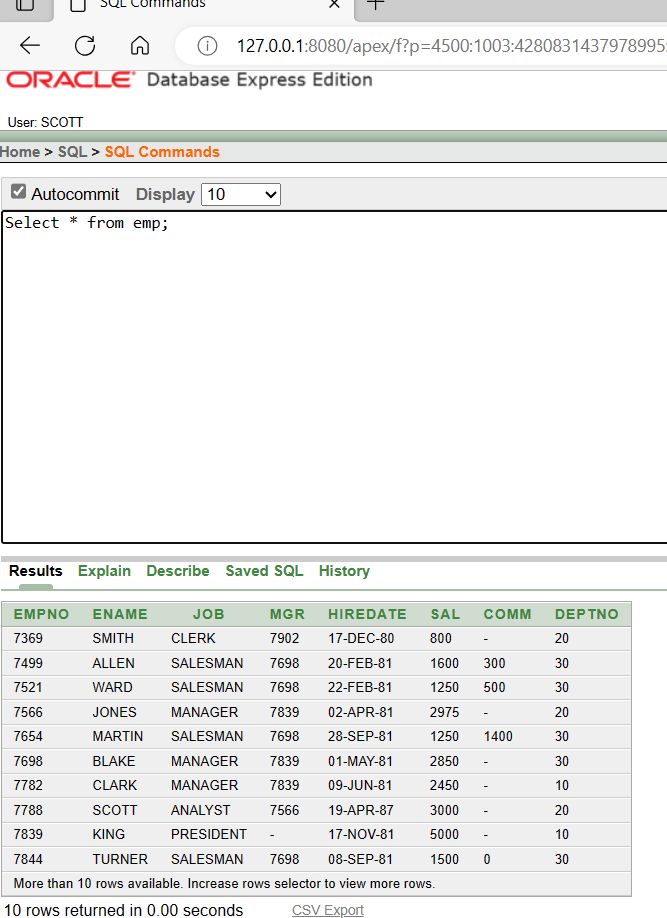 SQL Commands
127.0.0.1:8080/apex/f?p=4500:1003:4280831437978995:
ORACLE Database Express Edition
User: SCOTT
Home > SQL > SQL Commands
Autocommit Display 10
Select * from emp;
Results Explain Describe Saved SQL History
EMPNO ENAME JOB MGR HIREDATE SAL COMM DEPTNO
7369 SMITH CLERK 7902 17-DEC-80 800 - 20
7499 ALLEN SALESMAN 7698 20-FEB-81 1600 300 30
7521 WARD SALESMAN 7698 22-FEB-81 1250 500 30
7566 JONES MANAGER 7839 02-APR-81 2975 - 20
7654 MARTIN SALESMAN 7698 28-SEP-81 1250 1400 30
7698 BLAKE MANAGER 7839 01-MAY-81 2850 - 30
7782 CLARK MANAGER 7839 09-JUN-81 2450 - 10
7788 SCOTT ANALYST 7566 19-APR-87 3000 - 20
7839 KING PRESIDENT - 17-NOV-81 5000 - 10
7844 TURNER SALESMAN 7698 08-SEP-81 1500 0 30
More than 10 rows available. Increase rows selector to view more rows.
10 rows returned in 0.00 seconds CSV Export